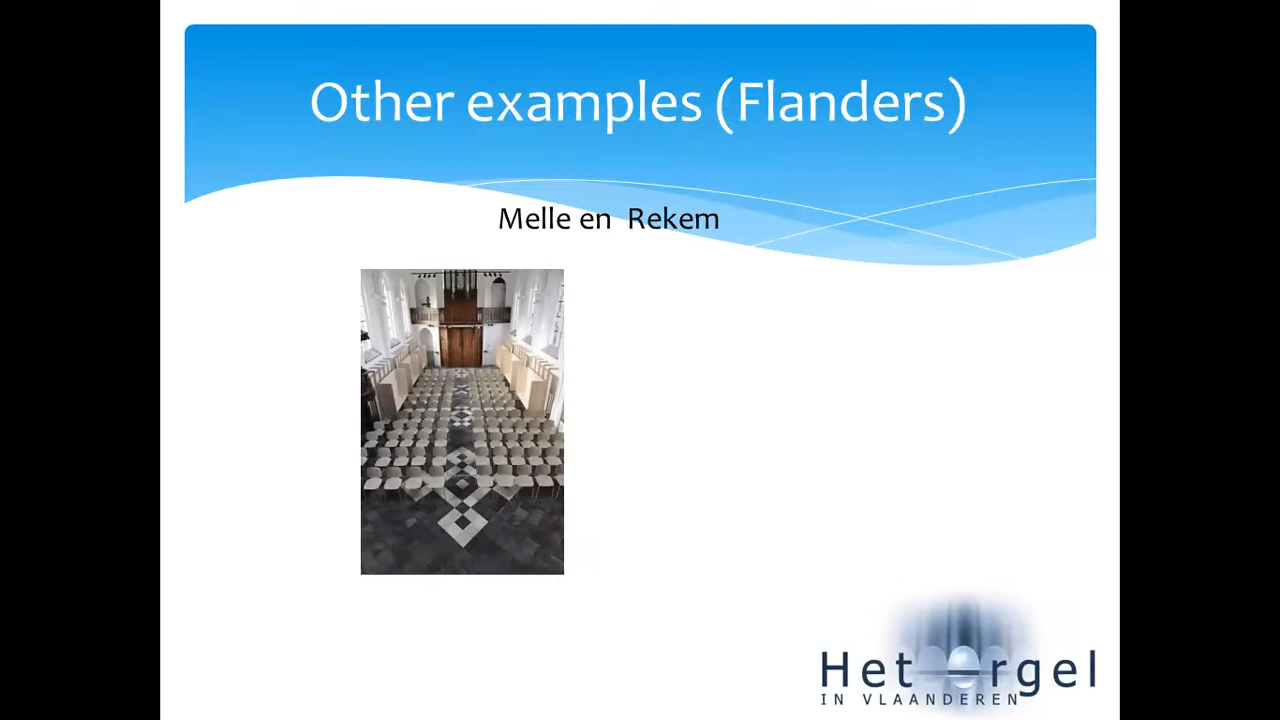 Other examples (Flanders)
Melle en Rekem
Het orgel
IN VLAANDEREN